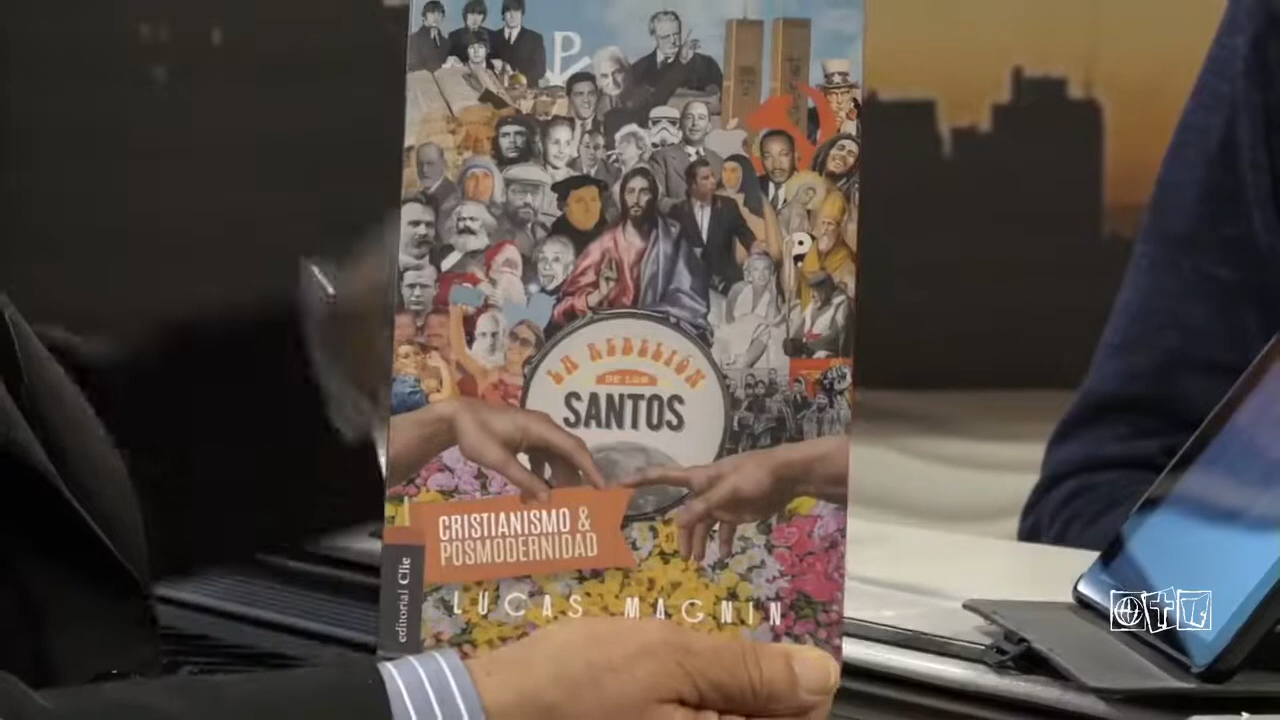 LA REBELIÓN
DE LOS
SANTOS
CRISTIANISMO &
POSMODERNIDAD
editorial Clie
LUCAS MAGNIN